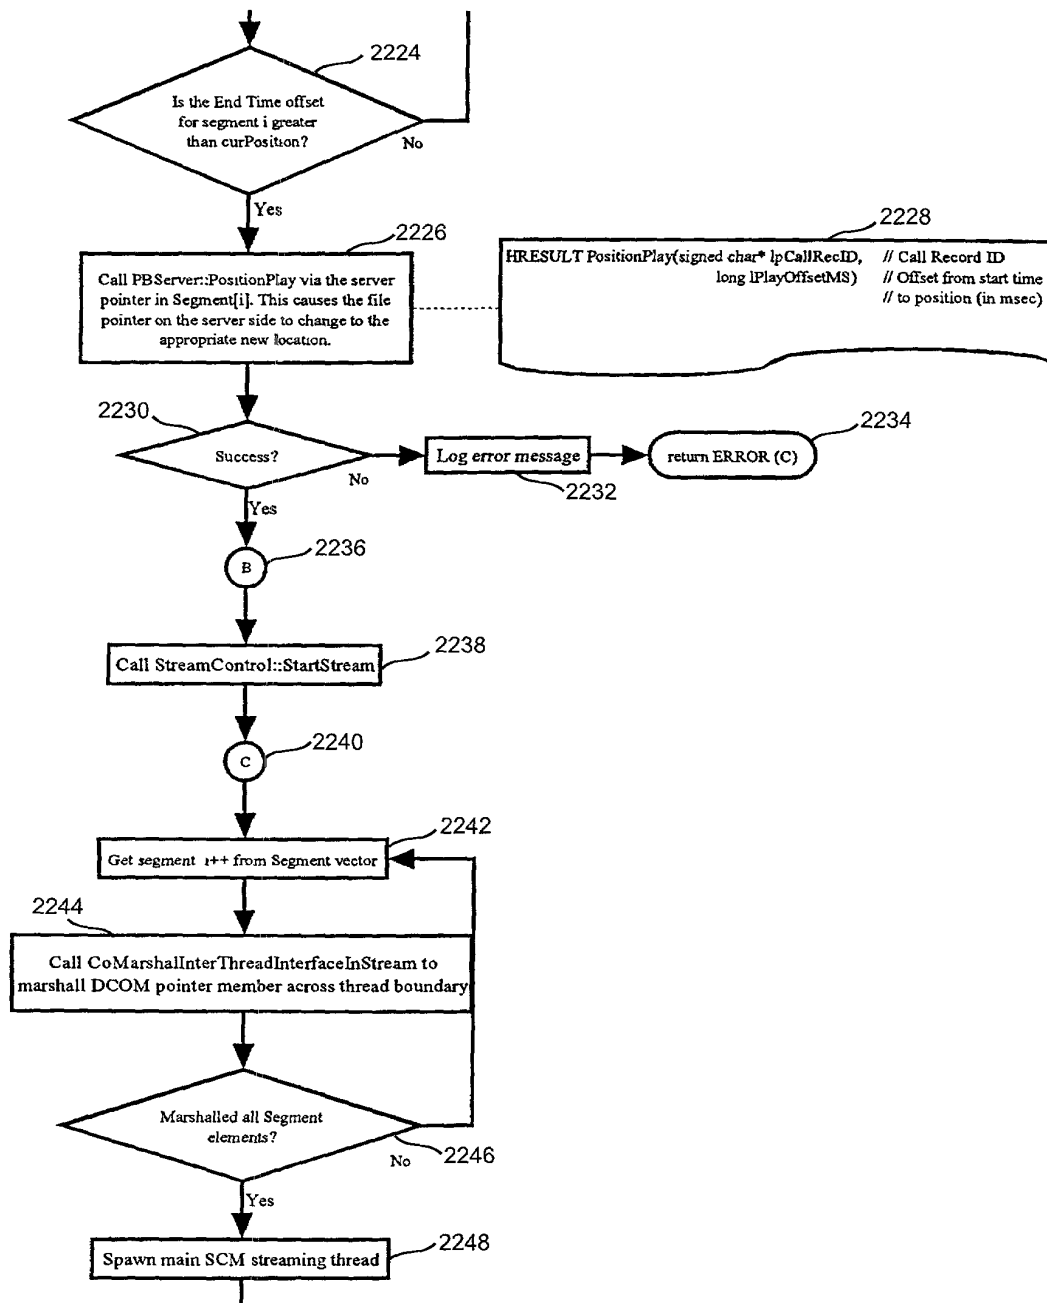 2224
Is the End Time offset
for segment i greater
than curPosition?
No
Yes
2226
Call PBServer::PositionPlay via the server
pointer in Segment[i]. This causes the file
pointer on the server side to change to the
appropriate new location.
2228
HRESULT PositionPlay(signed char* lpCallRecID, // Call Record ID
long lPlayOffsetMS) // Offset from start time
// to position (in msec)
2230
Success?
No
Log error message
2232
return ERROR (C)
2234
Yes
B
2236
Call StreamControl::StartStream
2238
C
2240
2242
Get segment i++ from Segment vector
2244
Call CoMarshalInterThreadInterfaceInStream to
marshall DCOM pointer member across thread boundary
Marshalled all Segment
elements?
2246
No
Yes
Spawn main SCM streaming thread
2248